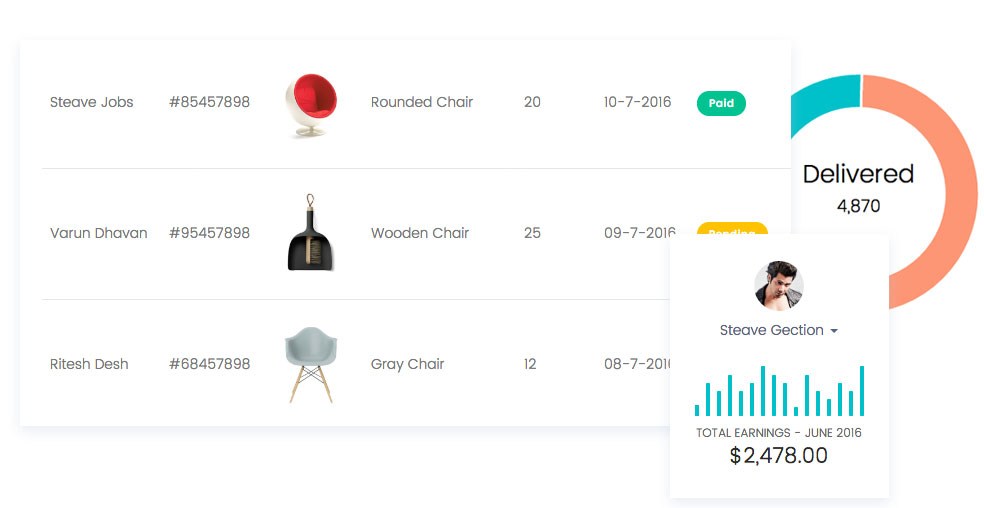 Steave Jobs #85457898 Rounded Chair 20 10-7-2016 Paid
Delivered
4,870
Varun Dhavan #95457898 Wooden Chair 25 09-7-2016 Pending
Ritesh Desh #68457898 Gray Chair 12 08-7-2016
Steave Gection
TOTAL EARNINGS - JUNE 2016
$2,478.00